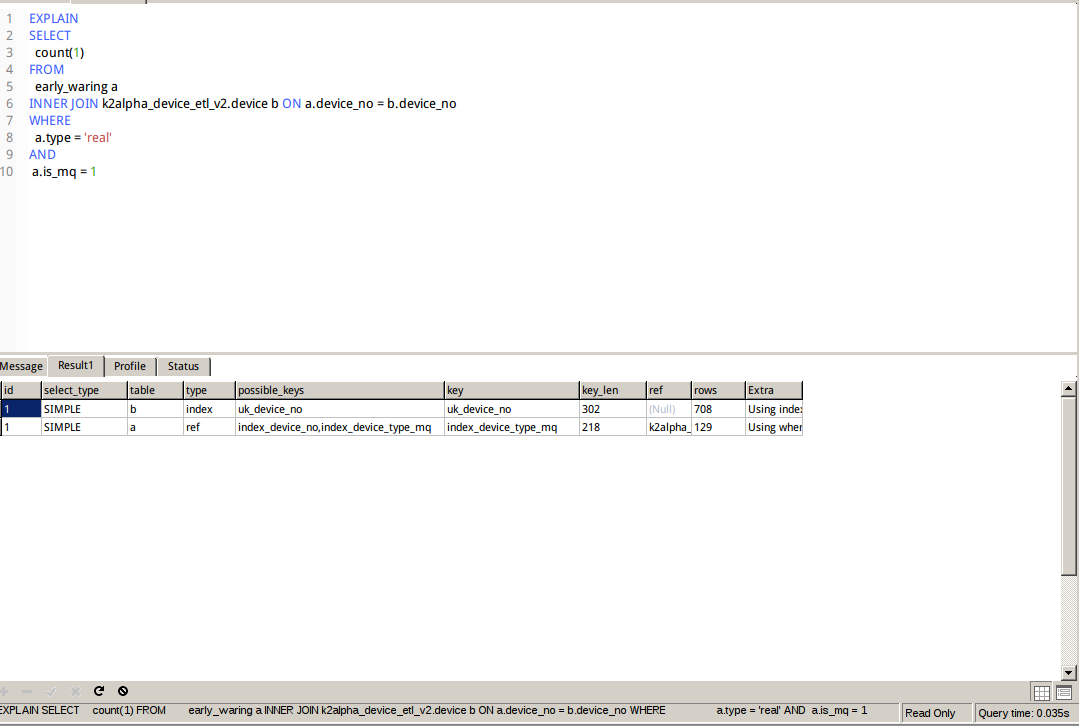 1 EXPLAIN
2 SELECT
3 count(1)
4 FROM
5 early_waring a
6 INNER JOIN k2alpha_device_etl_v2.device b ON a.device_no = b.device_no
7 WHERE
8 a.type = 'real'
9 AND
10 a.is_mq = 1
Message Result1 Profile Status
id select_type table type possible_keys key key_len ref rows Extra
1 SIMPLE b index uk_device_no uk_device_no 302 (Null) 708 Using index
1 SIMPLE a ref index_device_no,index_device_type_mq index_device_type_mq 218 k2alpha_ 129 Using wher
EXPLAIN SELECT count(1) FROM early_waring a INNER JOIN k2alpha_device_etl_v2.device b ON a.device_no = b.device_no WHERE a.type = 'real' AND a.is_mq = 1 Read Only Query time: 0.035s